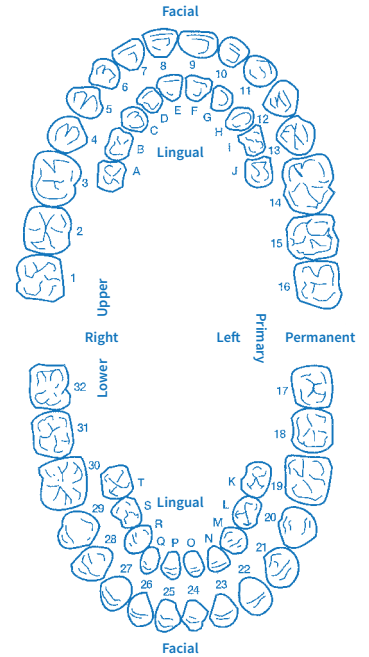 Facial
8 9
7 10
6 11
5 E F
D G
C H 12
4 B Lingual I 13
3 A J
14
2 15
1 16
Upper
Right Left Primary Permanent
Lower
32 17
31 18
30 T K 19
29 S Lingual L 20
28 R M
Q P O N 21
27 22
26 25 24 23
Facial